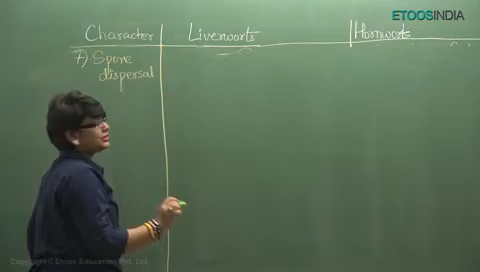 ETOOSINDIA
Character Liverworts Hornworts
7) Spore
dispersal
Copyright © Etoos Education Pvt. Ltd.